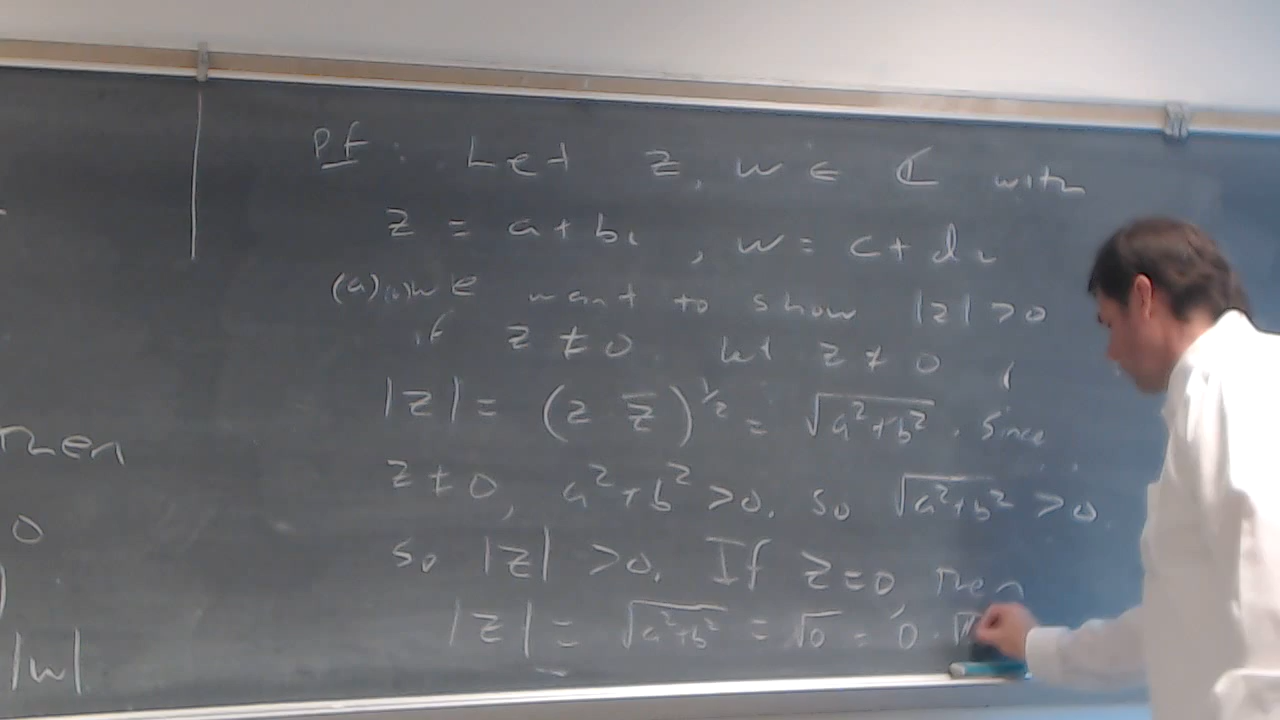 Then
0
|w|
Pf: Let z, w ∈ ℂ with
z = a + bi, w = c + di
(a) (i) we want to show |z| > 0
if z ≠ 0. Let z ≠ 0,
|z| = (z z̅)^{1/2} = √(a² + b²). Since
z ≠ 0, a² + b² > 0, so √(a² + b²) > 0.
So |z| > 0. If z = 0, then
|z| = √(a² + b²) = √0 = 0.